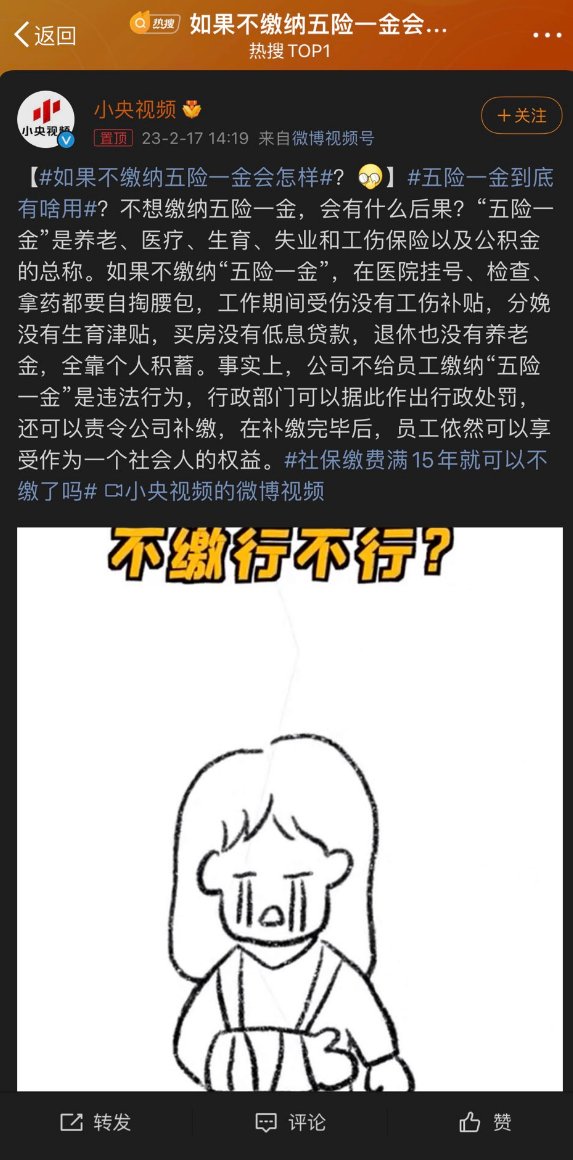 返回
热搜 如果不缴纳五险一金会...
热搜 TOP1
小央视频
小央视频
+关注
置顶 23-2-17 14:19 来自微博视频号
【#如果不缴纳五险一金会怎样#?】#五险一金到底
有啥用#?不想缴纳五险一金，会有什么后果?“五险一
金”是养老、医疗、生育、失业和工伤保险以及公积金
的总称。如果不缴纳“五险一金”，在医院挂号、检查、
拿药都要自掏腰包，工作期间受伤没有工伤补贴，分娩
没有生育津贴，买房没有低息贷款，退休也没有养老
金，全靠个人积蓄。事实上，公司不给员工缴纳“五险
一金”是违法行为，行政部门可以据此作出行政处罚，
还可以责令公司补缴，在补缴完毕后，员工依然可以享
受作为一个社会人的权益。#社保缴费满15年就可以不
缴了吗# 小央视频的微博视频
不缴行不行?
转发
评论
赞